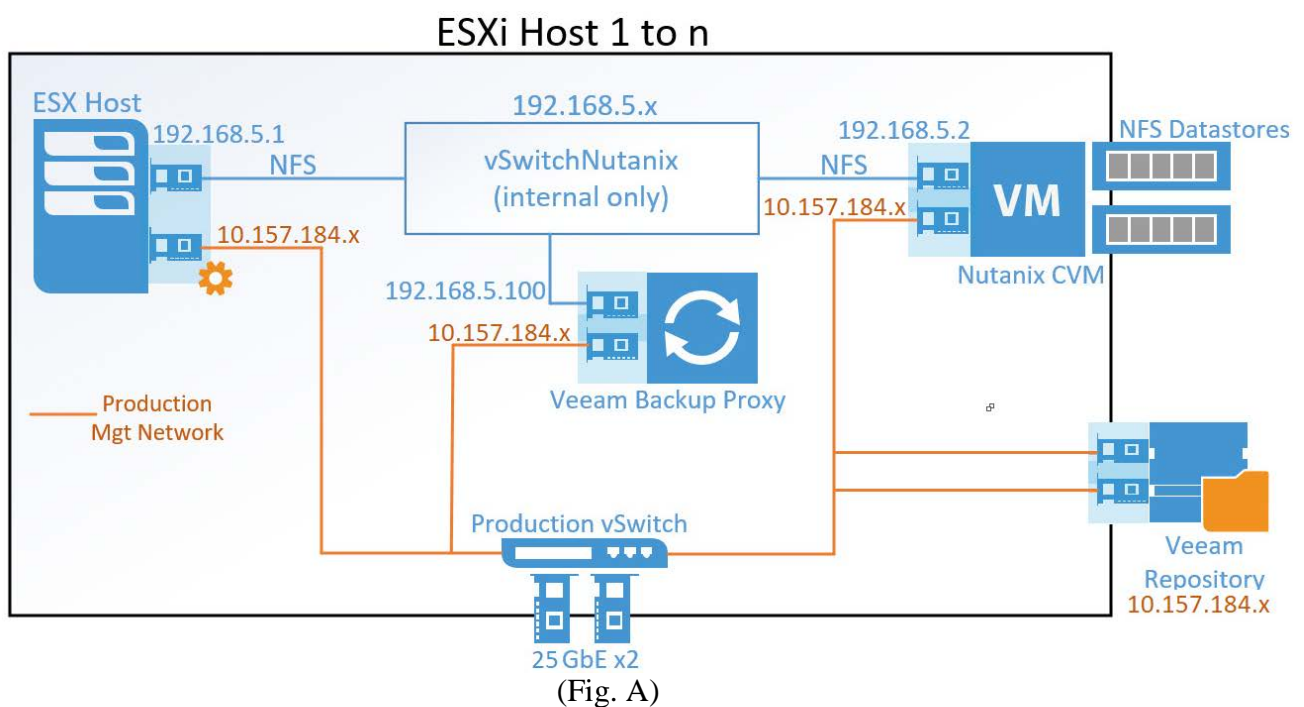 ESXi Host 1 to n
ESX Host
192.168.5.1
NFS
10.157.184.x
192.168.5.x
vSwitchNutanix
(internal only)
192.168.5.2
NFS
10.157.184.x
VM
Nutanix CVM
NFS Datastores
192.168.5.100
10.157.184.x
Veeam Backup Proxy
Production
Mgt Network
Production vSwitch
25 GbE x2
Veeam
Repository
10.157.184.x
(Fig. A)